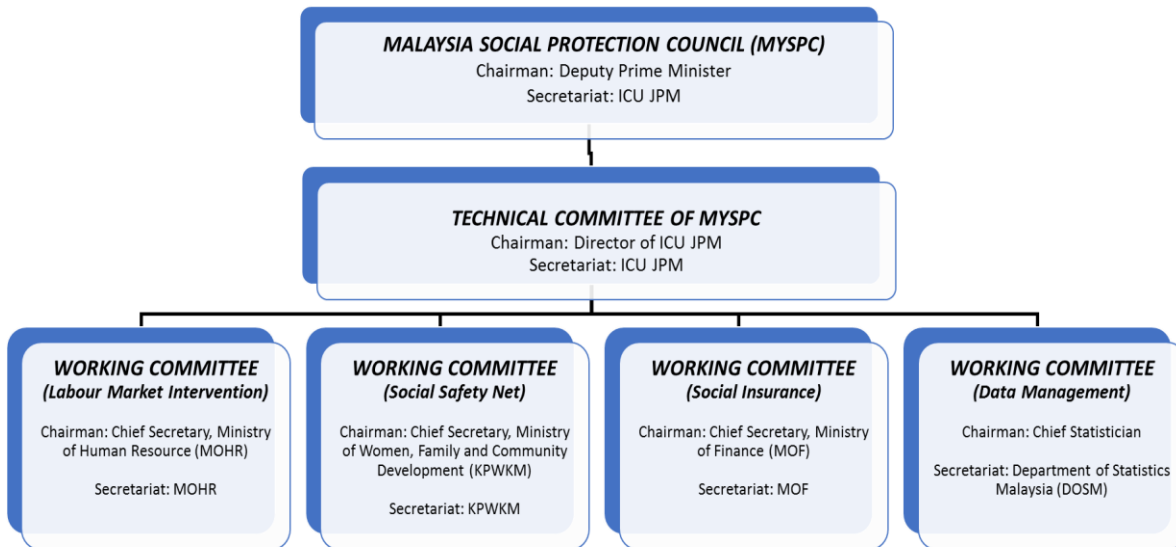 MALAYSIA SOCIAL PROTECTION COUNCIL (MYSPC)
Chairman: Deputy Prime Minister
Secretariat: ICU JPM
TECHNICAL COMMITTEE OF MYSPC
Chairman: Director of ICU JPM
Secretariat: ICU JPM
WORKING COMMITTEE
(Labour Market Intervention)
Chairman: Chief Secretary, Ministry
of Human Resource (MOHR)
Secretariat: MOHR
WORKING COMMITTEE
(Social Safety Net)
Chairman: Chief Secretary, Ministry
of Women, Family and Community
Development (KPWKM)
Secretariat: KPWKM
WORKING COMMITTEE
(Social Insurance)
Chairman: Chief Secretary, Ministry
of Finance (MOF)
Secretariat: MOF
WORKING COMMITTEE
(Data Management)
Chairman: Chief Statistician
Secretariat: Department of Statistics
Malaysia (DOSM)